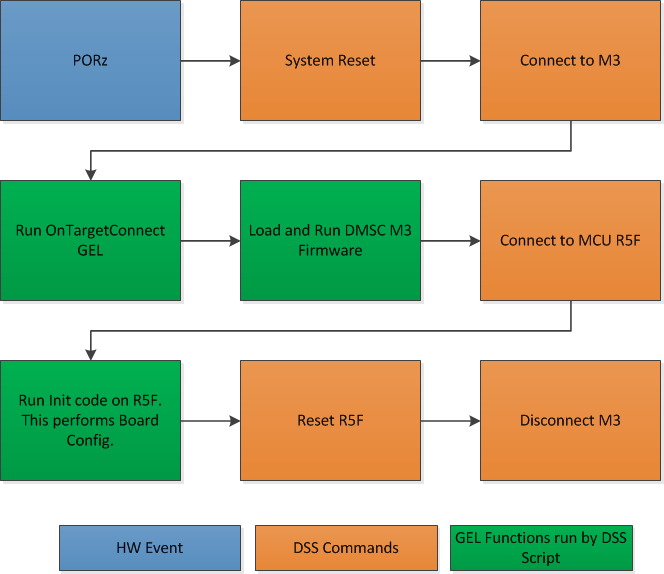 PORz
System Reset
Connect to M3
Run OnTargetConnect
GEL
Load and Run DMSC M3
Firmware
Connect to MCU R5F
Run Init code on R5F.
This performs Board
Config.
Reset R5F
Disconnect M3
HW Event
DSS Commands
GEL Functions run by DSS
Script